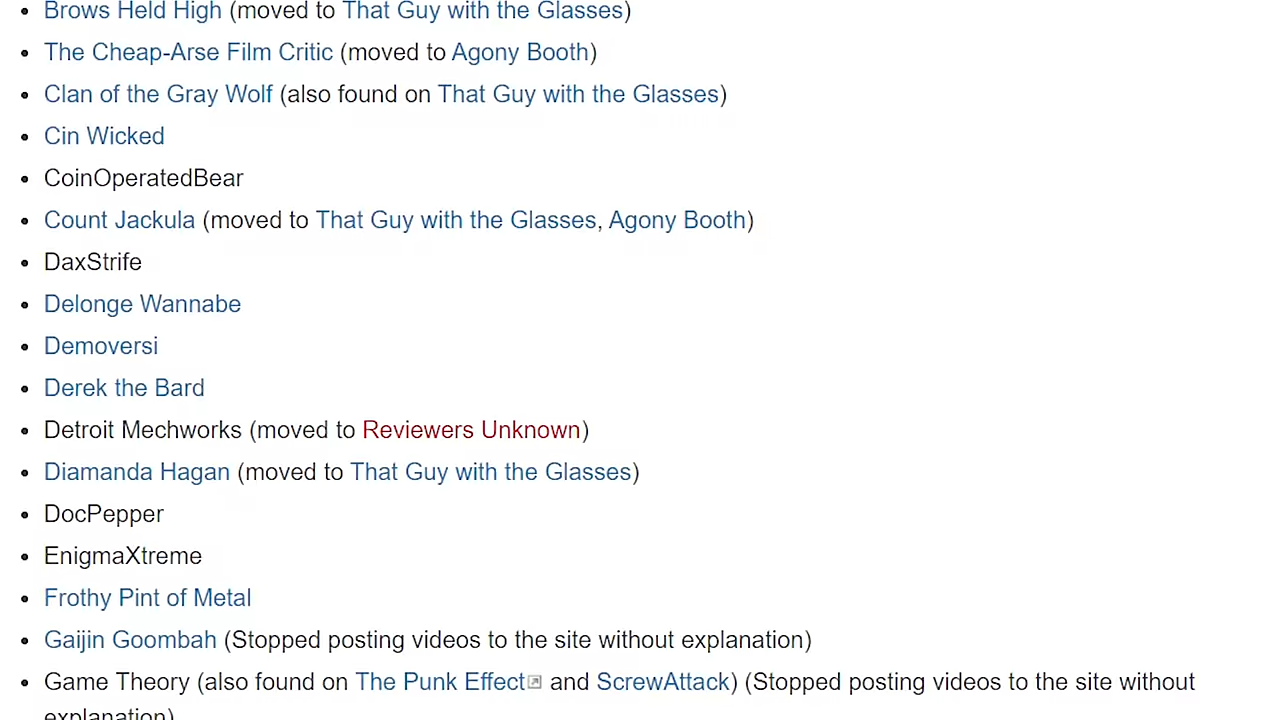 Brows Held High (moved to That Guy with the Glasses)
The Cheap-Arse Film Critic (moved to Agony Booth)
Clan of the Gray Wolf (also found on That Guy with the Glasses)
Cin Wicked
CoinOperatedBear
Count Jackula (moved to That Guy with the Glasses, Agony Booth)
DaxStrife
Delonge Wannabe
Demoversi
Derek the Bard
Detroit Mechworks (moved to Reviewers Unknown)
Diamanda Hagan (moved to That Guy with the Glasses)
DocPepper
EnigmaXtreme
Frothy Pint of Metal
Gaijin Goombah (Stopped posting videos to the site without explanation)
Game Theory (also found on The Punk Effect and ScrewAttack) (Stopped posting videos to the site without
explanation)